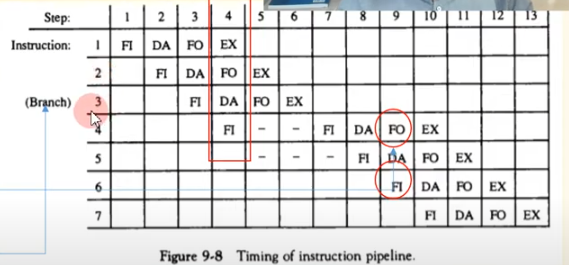 Step: 1 2 3 4 5 6 7 8 9 10 11 12 13
Instruction: 1 FI DA FO EX
2 FI DA FO EX
(Branch) 3 FI DA FO EX
4 FI – – FI DA FO EX
5 – – – FI DA FO EX
6 FI DA FO EX
7 FI DA FO EX
Figure 9-8 Timing of instruction pipeline.